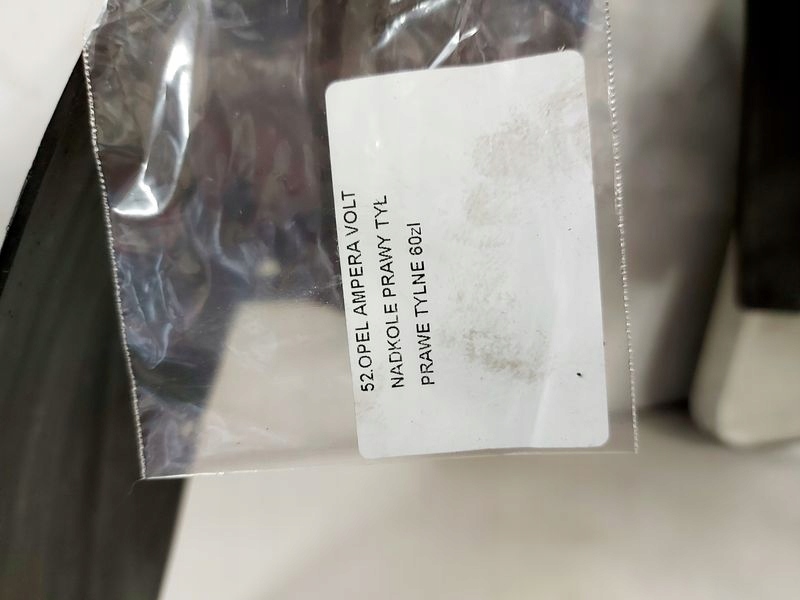 52.OPEL AMPERA VOLT
NADKOLE PRAWY TYŁ
PRAWE TYLNE 60zl